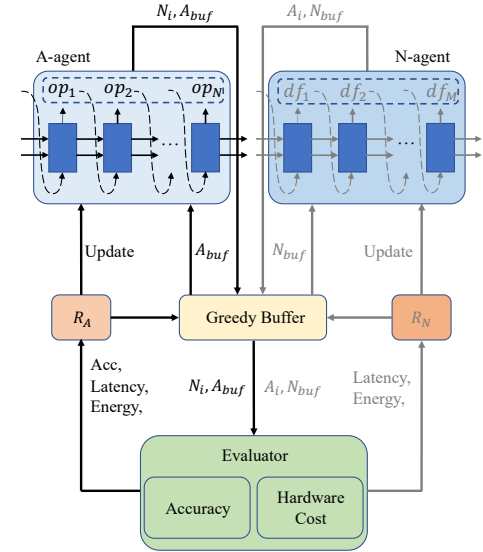 N_i, A_buf
A_i, N_buf
A-agent
N-agent
op_1 op_2 op_N
df_1 df_2 df_M
...
...
Update
A_buf
N_buf
Update
R_A
Greedy Buffer
R_N
Acc,
Latency,
Energy,
N_i, A_buf
A_i, N_buf
Latency,
Energy,
Evaluator
Accuracy
Hardware
Cost